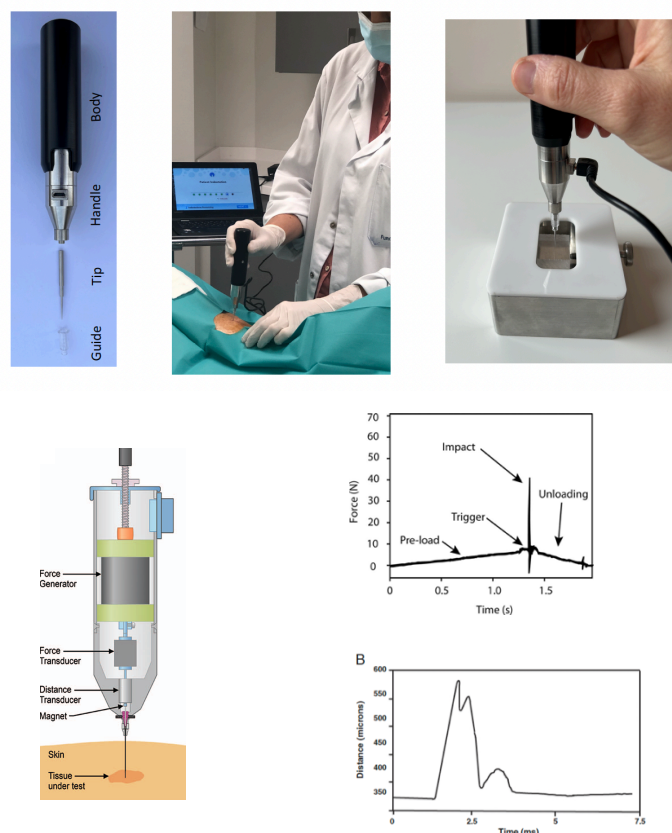 Body
Handle
Tip
Guide
Force
Generator
Force
Transducer
Distance
Transducer
Magnet
Skin
Tissue
under test
70
60
50
40
30
20
10
0
Force (N)
Impact
Trigger
Unloading
Pre-load
0
0.5
1.0
1.5
Time (s)
B
600
550
500
450
400
350
Distance (microns)
0
2.5
5
7.5
Time (ms)